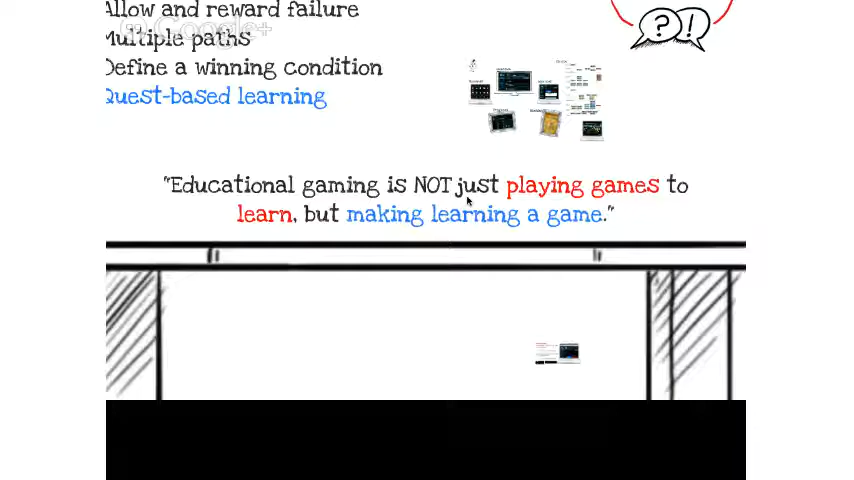 Allow and reward failure
Google+
Multiple paths
Define a winning condition
Quest-based learning
?!
"Educational gaming is NOT just playing games to
learn, but making learning a game."